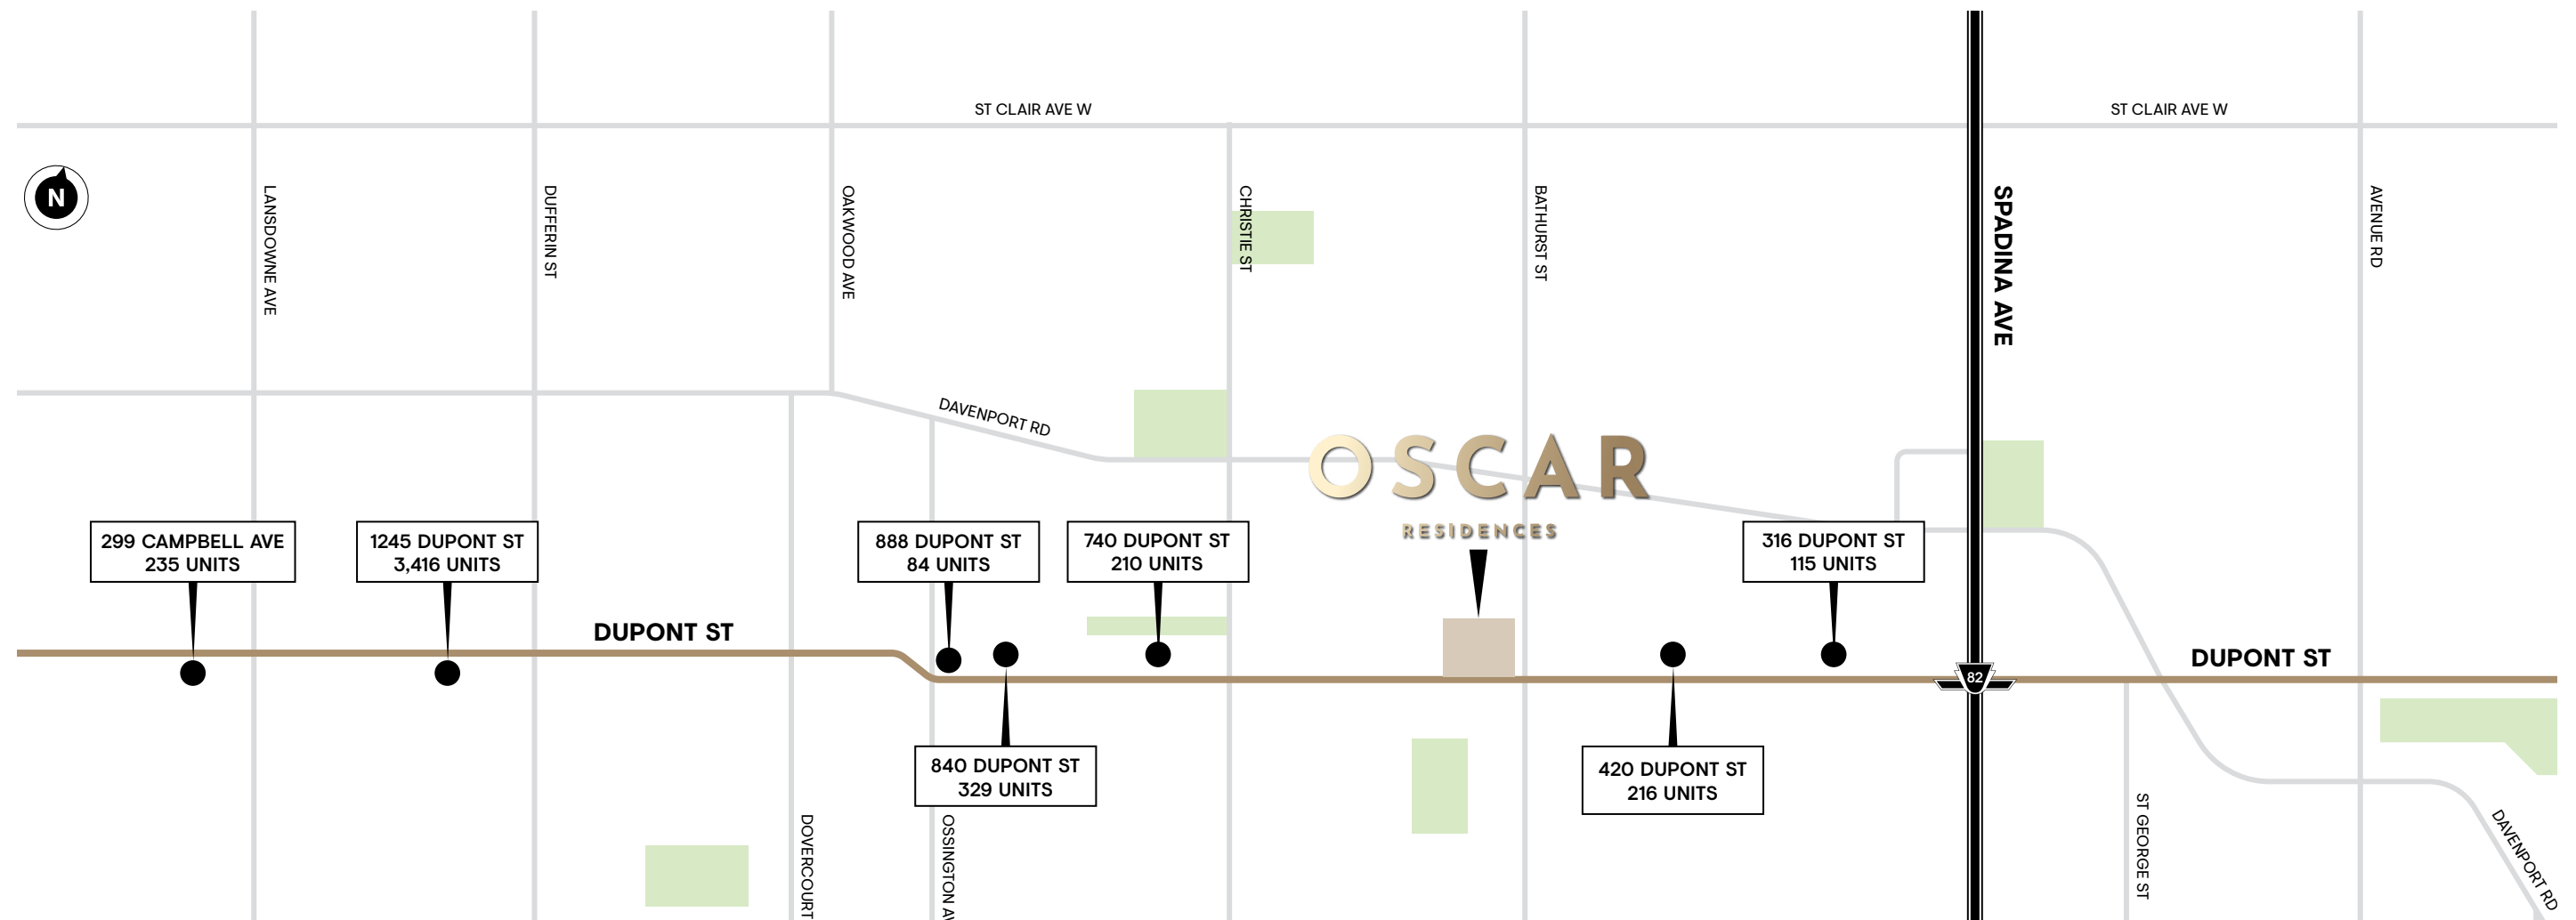 ST CLAIR AVE W
ST CLAIR AVE W
N
LANSDOWNE AVE
DUFFERIN ST
OAKWOOD AVE
CHRISTIE ST
BATHURST ST
SPADINA AVE
AVENUE RD
DAVENPORT RD
OSCAR
RESIDENCES
299 CAMPBELL AVE
235 UNITS
1245 DUPONT ST
3,416 UNITS
888 DUPONT ST
84 UNITS
740 DUPONT ST
210 UNITS
316 DUPONT ST
115 UNITS
DUPONT ST
DUPONT ST
82
840 DUPONT ST
329 UNITS
420 DUPONT ST
216 UNITS
DOVERCOURT
OSSINGTON AV
ST GEORGE ST
DAVENPORT RD